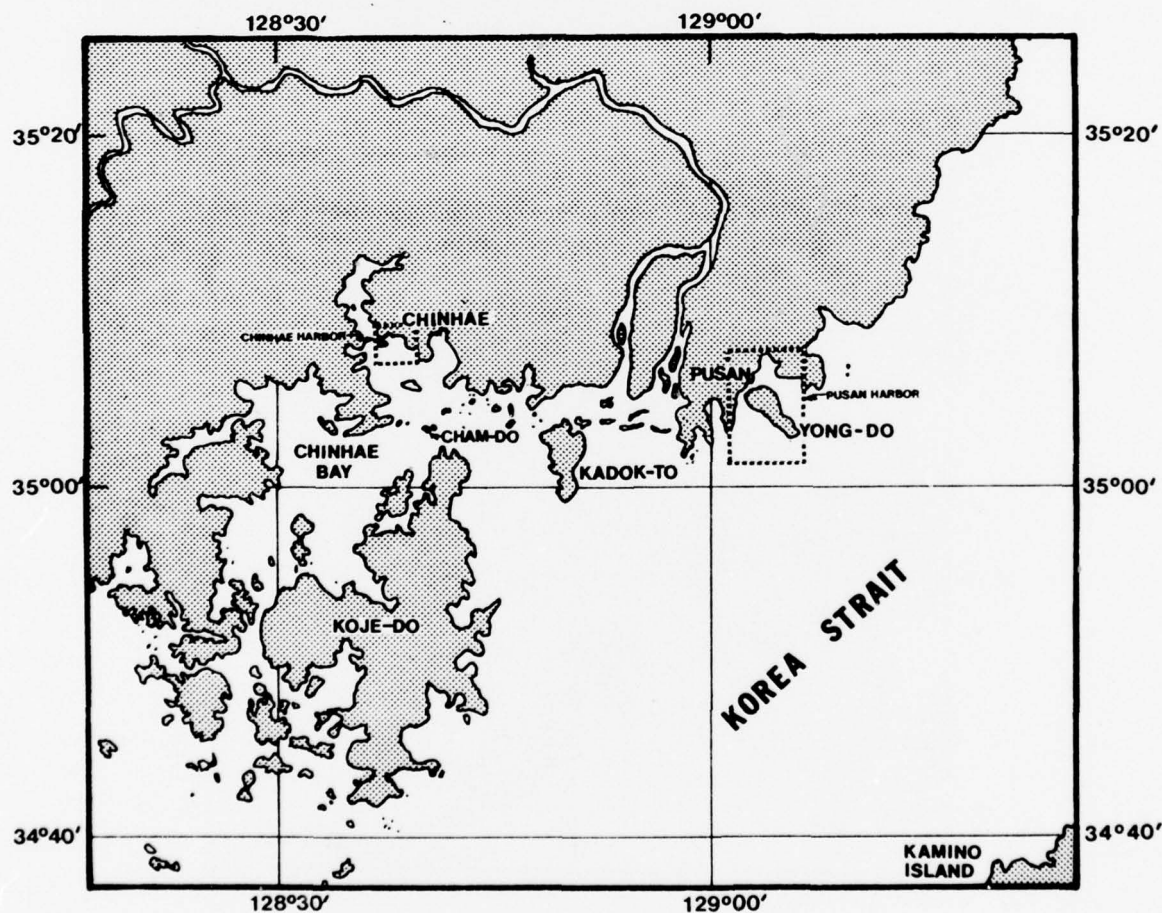 128°30'
129°00'
35°20'
35°20'
CHINHAE
CHINHAE HARBOR
PUSAN
PUSAN HARBOR
YONG-DO
CHAM-DO
CHINHAE
BAY
KADOK-TO
35°00'
35°00'
KOREA STRAIT
KOJE-DO
34°40'
34°40'
KAMINO
ISLAND
128°30'
129°00'